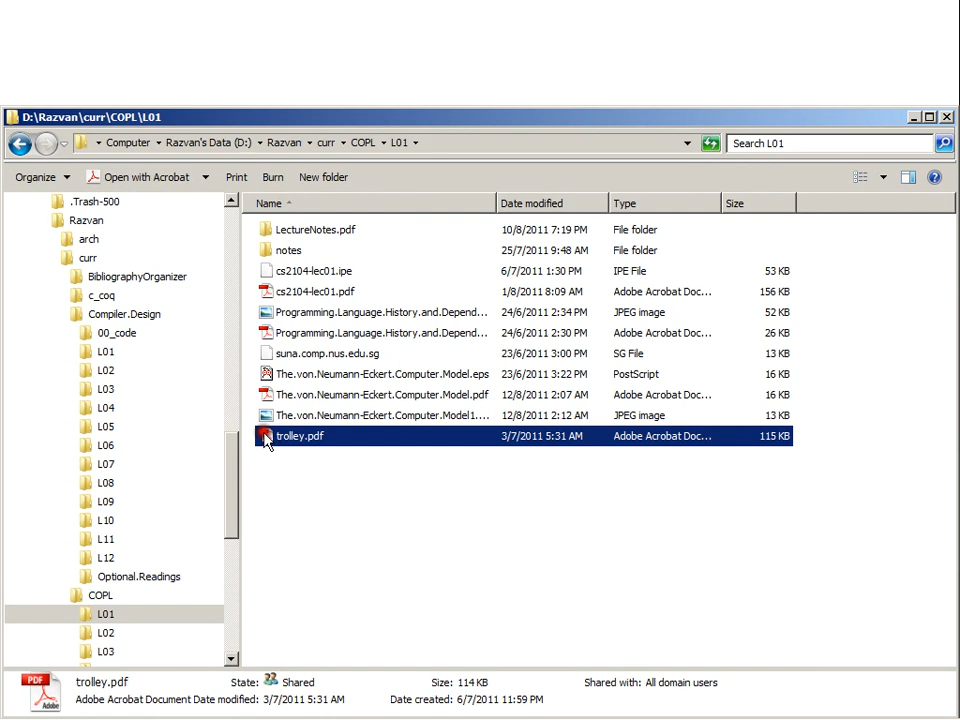 D:\Razvan\curr\COPL\L01
Computer Razvan's Data (D:) Razvan curr COPL L01
Search L01
Organize Open with Acrobat Print Burn New folder
.Trash-500
Razvan
arch
curr
BibliographyOrganizer
c_coq
Compiler.Design
00_code
L01
L02
L03
L04
L05
L06
L07
L08
L09
L10
L11
L12
Optional.Readings
COPL
L01
L02
L03
Name Date modified Type Size
LectureNotes.pdf 10/8/2011 7:19 PM File folder
notes 25/7/2011 9:48 AM File folder
cs2104-lec01.ipe 6/7/2011 1:30 PM IPE File 53 KB
cs2104-lec01.pdf 1/8/2011 8:09 AM Adobe Acrobat Doc... 156 KB
Programming.Language.History.and.Depend... 24/6/2011 2:34 PM JPEG image 52 KB
Programming.Language.History.and.Depend... 24/6/2011 2:30 PM Adobe Acrobat Doc... 26 KB
suna.comp.nus.edu.sg 23/6/2011 3:00 PM SG File 13 KB
The.von.Neumann-Eckert.Computer.Model.eps 23/6/2011 3:22 PM PostScript 16 KB
The.von.Neumann-Eckert.Computer.Model.pdf 12/8/2011 2:07 AM Adobe Acrobat Doc... 16 KB
The.von.Neumann-Eckert.Computer.Model1.... 12/8/2011 2:12 AM JPEG image 13 KB
trolley.pdf 3/7/2011 5:31 AM Adobe Acrobat Doc... 115 KB
PDF
Adobe
trolley.pdf State: Shared Size: 114 KB Shared with: All domain users
Adobe Acrobat Document Date modified: 3/7/2011 5:31 AM Date created: 6/7/2011 11:59 PM